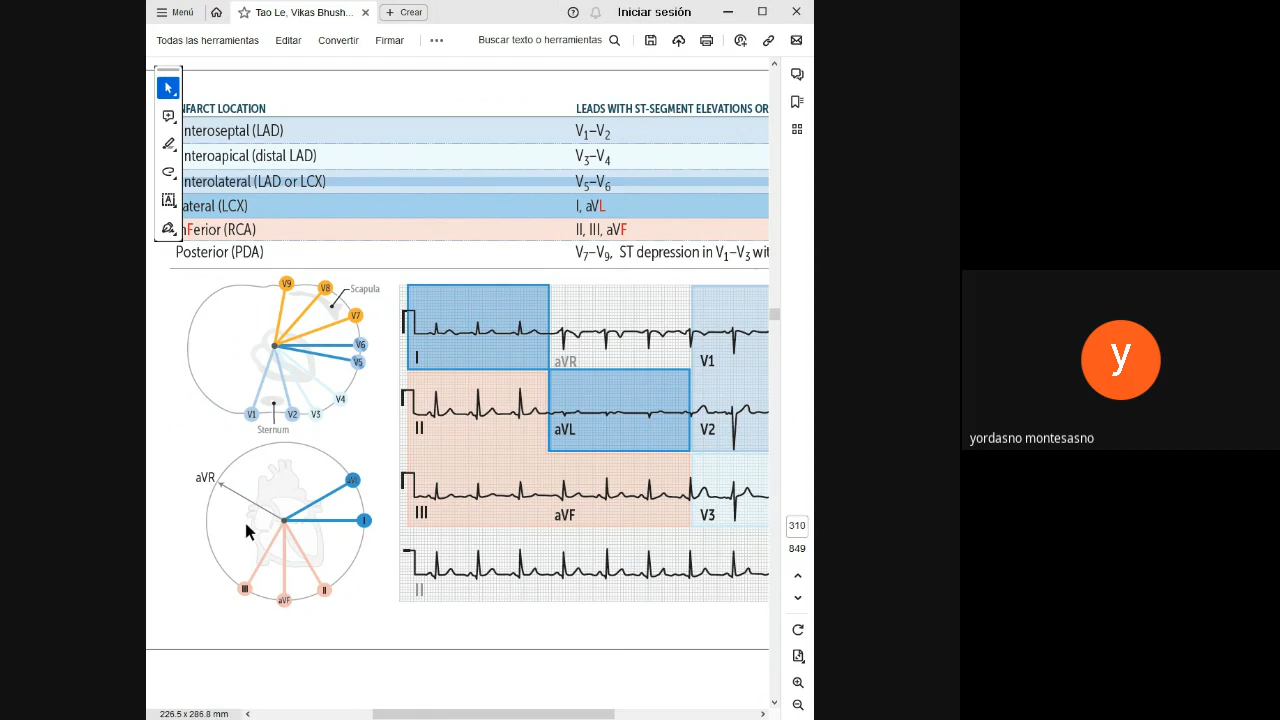 Menú
Tao Le, Vikas Bhush...
Crear
Iniciar sesión
Todas las herramientas
Editar
Convertir
Firmar
Buscar texto o herramientas
NFARCT LOCATION
LEADS WITH ST-SEGMENT ELEVATIONS OR
nteroseptal (LAD)
V1–V2
nteroapical (distal LAD)
V3–V4
nterolateral (LAD or LCX)
V5–V6
ateral (LCX)
I, aVL
nFerior (RCA)
II, III, aVF
Posterior (PDA)
V7–V9, ST depression in V1–V3 wit
V9
V8
Scapula
V7
V6
V5
V4
V1
V2
V3
Sternum
aVR
aVL
I
III
aVF
II
I
aVR
V1
II
aVL
V2
III
aVF
V3
II
310
849
226.5 x 286.8 mm
y
yordasno montesasno